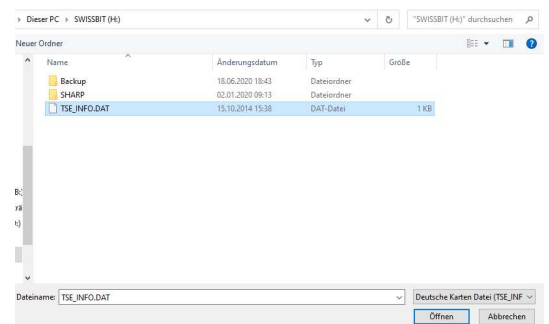 › Dieser PC › SWISSBIT (H:)
"SWISSBIT (H:)" durchsuchen
Neuer Ordner
Name Änderungsdatum Typ Größe
Backup 18.06.2020 18:43 Dateiordner
SHARP 02.01.2020 09:13 Dateiordner
TSE_INFO.DAT 15.10.2014 15:38 DAT-Datei 1 KB
Dateiname: TSE_INFO.DAT
Deutsche Karten Datei (TSE_INF
Öffnen Abbrechen